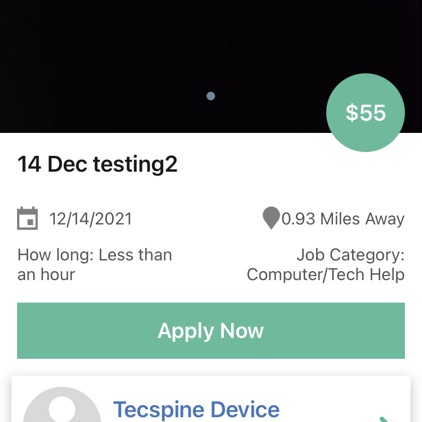 $55
14 Dec testing2
12/14/2021
0.93 Miles Away
How long: Less than
an hour
Job Category:
Computer/Tech Help
Apply Now
Tecspine Device